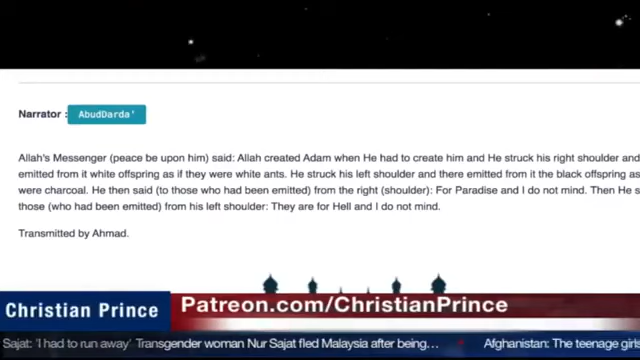 Narrator : AbudDarda'
Allah's Messenger (peace be upon him) said: Allah created Adam when He had to create him and He struck his right shoulder and
emitted from it white offspring as if they were white ants. He struck his left shoulder and there emitted from it the black offspring as
were charcoal. He then said (to those who had been emitted) from the right (shoulder): For Paradise and I do not mind. Then He s
those (who had been emitted) from his left shoulder: They are for Hell and I do not mind.
Transmitted by Ahmad.
Christian Prince
Patreon.com/ChristianPrince
Sajat: 'I had to run away' Transgender woman Nur Sajat fled Malaysia after being... Afghanistan: The teenage girls